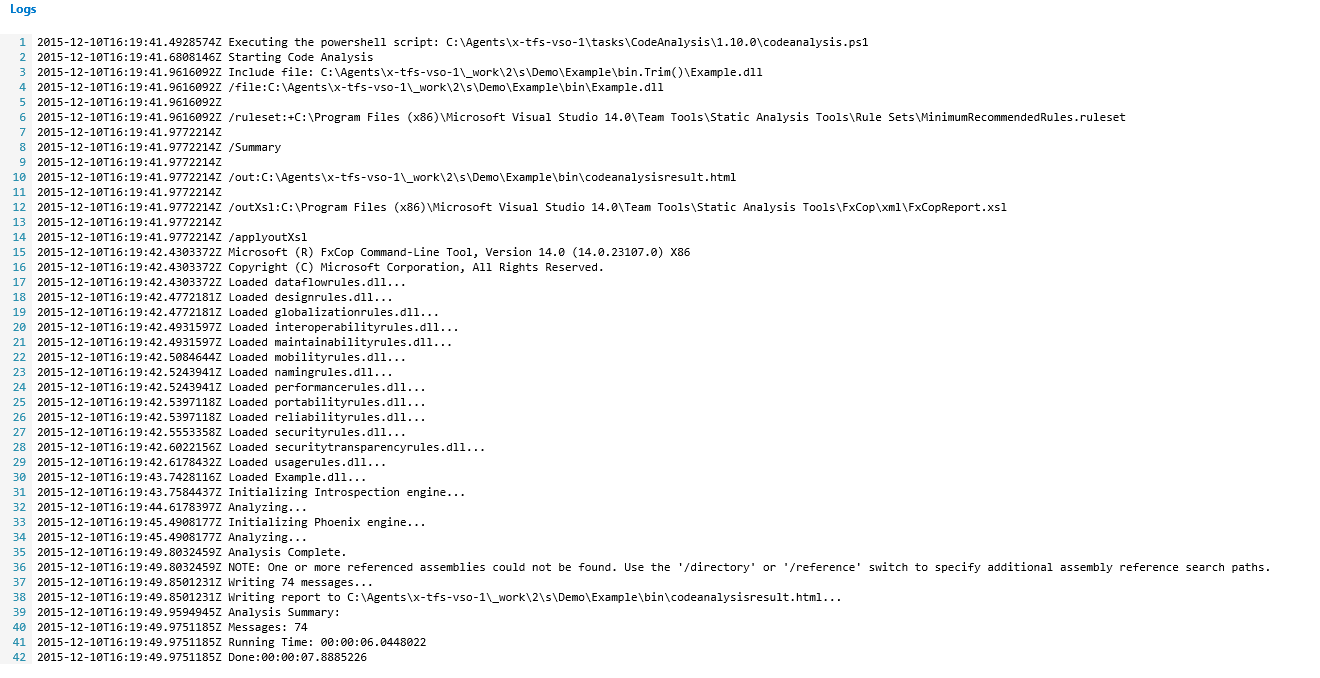 Logs
1 2015-12-10T16:19:41.4928574Z Executing the powershell script: C:\Agents\x-tfs-vso-1\tasks\CodeAnalysis\1.10.0\codeanalysis.ps1
2 2015-12-10T16:19:41.6808146Z Starting Code Analysis
3 2015-12-10T16:19:41.9616092Z Include file: C:\Agents\x-tfs-vso-1\_work\2\s\Demo\Example\bin.Trim()\Example.dll
4 2015-12-10T16:19:41.9616092Z /file:C:\Agents\x-tfs-vso-1\_work\2\s\Demo\Example\bin\Example.dll
5 2015-12-10T16:19:41.9616092Z
6 2015-12-10T16:19:41.9616092Z /ruleset:+C:\Program Files (x86)\Microsoft Visual Studio 14.0\Team Tools\Static Analysis Tools\Rule Sets\MinimumRecommendedRules.ruleset
7 2015-12-10T16:19:41.9772214Z
8 2015-12-10T16:19:41.9772214Z /Summary
9 2015-12-10T16:19:41.9772214Z
10 2015-12-10T16:19:41.9772214Z /out:C:\Agents\x-tfs-vso-1\_work\2\s\Demo\Example\bin\codeanalysisresult.html
11 2015-12-10T16:19:41.9772214Z
12 2015-12-10T16:19:41.9772214Z /outXsl:C:\Program Files (x86)\Microsoft Visual Studio 14.0\Team Tools\Static Analysis Tools\FxCop\xml\FxCopReport.xsl
13 2015-12-10T16:19:41.9772214Z
14 2015-12-10T16:19:41.9772214Z /applyoutXsl
15 2015-12-10T16:19:42.4303372Z Microsoft (R) FxCop Command-Line Tool, Version 14.0 (14.0.23107.0) X86
16 2015-12-10T16:19:42.4303372Z Copyright (C) Microsoft Corporation, All Rights Reserved.
17 2015-12-10T16:19:42.4303372Z Loaded dataflowrules.dll...
18 2015-12-10T16:19:42.4772181Z Loaded designrules.dll...
19 2015-12-10T16:19:42.4772181Z Loaded globalizationrules.dll...
20 2015-12-10T16:19:42.4931597Z Loaded interoperabilityrules.dll...
21 2015-12-10T16:19:42.4931597Z Loaded maintainabilityrules.dll...
22 2015-12-10T16:19:42.5084644Z Loaded mobilityrules.dll...
23 2015-12-10T16:19:42.5243941Z Loaded namingrules.dll...
24 2015-12-10T16:19:42.5243941Z Loaded performancerules.dll...
25 2015-12-10T16:19:42.5397118Z Loaded portabilityrules.dll...
26 2015-12-10T16:19:42.5397118Z Loaded reliabilityrules.dll...
27 2015-12-10T16:19:42.5553358Z Loaded securityrules.dll...
28 2015-12-10T16:19:42.6022156Z Loaded securitytransparencyrules.dll...
29 2015-12-10T16:19:42.6178432Z Loaded usagerules.dll...
30 2015-12-10T16:19:43.7428116Z Loaded Example.dll...
31 2015-12-10T16:19:43.7584437Z Initializing Introspection engine...
32 2015-12-10T16:19:44.6178397Z Analyzing...
33 2015-12-10T16:19:45.4908177Z Initializing Phoenix engine...
34 2015-12-10T16:19:45.4908177Z Analyzing...
35 2015-12-10T16:19:49.8032459Z Analysis Complete.
36 2015-12-10T16:19:49.8032459Z NOTE: One or more referenced assemblies could not be found. Use the '/directory' or '/reference' switch to specify additional assembly reference search paths.
37 2015-12-10T16:19:49.8501231Z Writing 74 messages...
38 2015-12-10T16:19:49.8501231Z Writing report to C:\Agents\x-tfs-vso-1\_work\2\s\Demo\Example\bin\codeanalysisresult.html...
39 2015-12-10T16:19:49.9594945Z Analysis Summary:
40 2015-12-10T16:19:49.9751185Z Messages: 74
41 2015-12-10T16:19:49.9751185Z Running Time: 00:00:06.0448022
42 2015-12-10T16:19:49.9751185Z Done:00:00:07.8885226